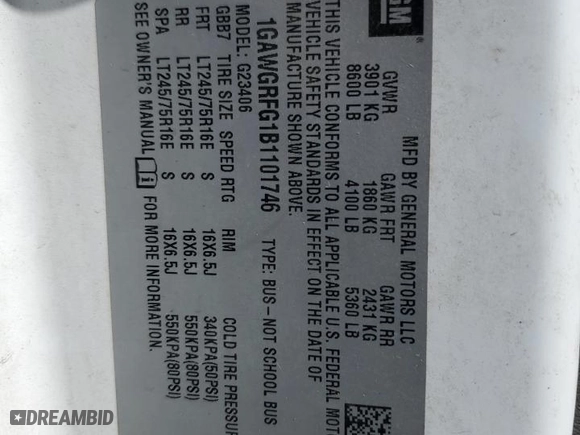 GM
MFD BY GENERAL MOTORS LLC
GVWR GAWR FRT GAWR RR
3901 KG 1860 KG 2431 KG
8600 LB 4100 LB 5360 LB
THIS VEHICLE CONFORMS TO ALL APPLICABLE U.S. FEDERAL MOT
VEHICLE SAFETY STANDARDS IN EFFECT ON THE DATE OF
MANUFACTURE SHOWN ABOVE.
1GAWGRFG1B1101746 TYPE: BUS–NOT SCHOOL BUS
MODEL: G23406
GBB7 TIRE SIZE SPEED RTG RIM COLD TIRE PRESSUR
FRT LT245/75R16E S 16X6.5J 340KPA(50PSI)
RR LT245/75R16E S 16X6.5J 550KPA(80PSI)
SPA LT245/75R16E S 16X6.5J 550KPA(80PSI)
SEE OWNER'S MANUAL FOR MORE INFORMATION.
DREAMBID